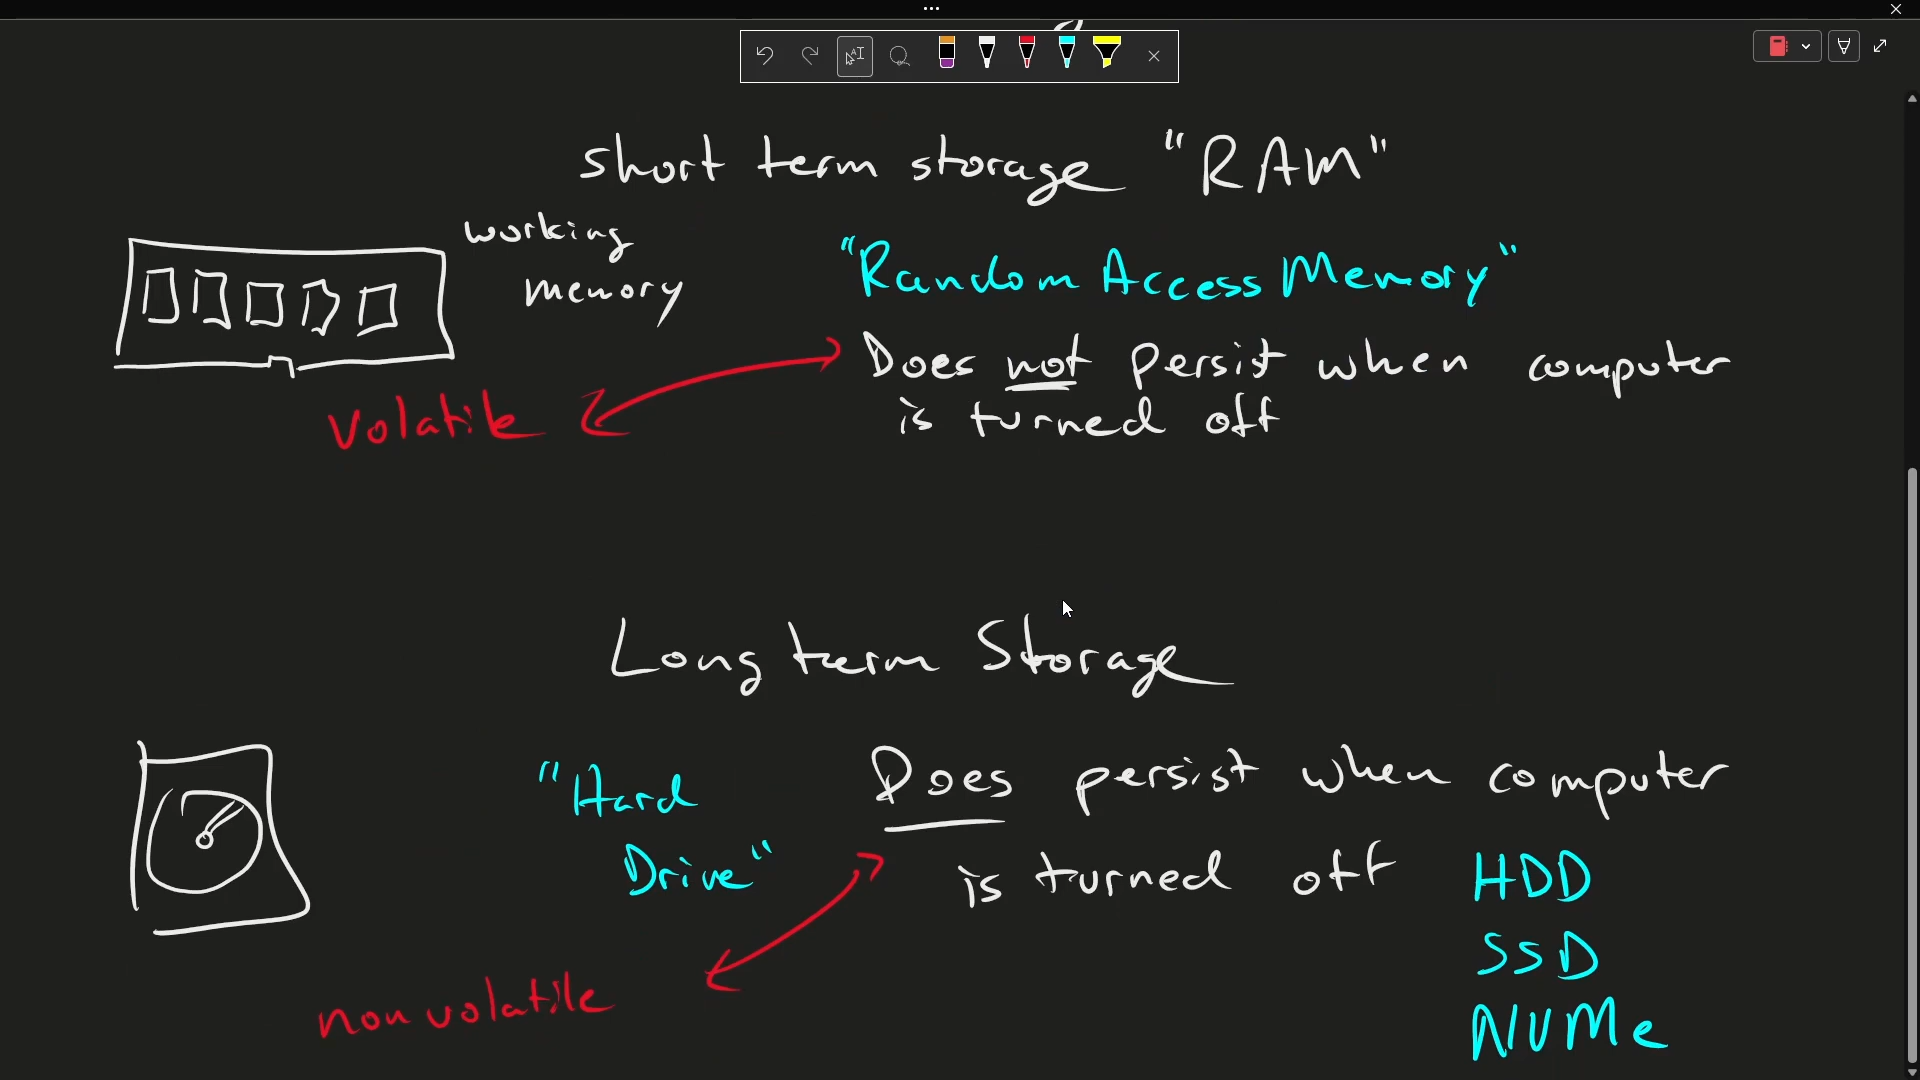 short term storage "RAM"
working
memory
"Random Access Memory"
Does not persist when computer
is turned off
volatile
Long term Storage
"Hard
Drive"
Does persist when computer
is turned off
HDD
SSD
NVMe
non volatile